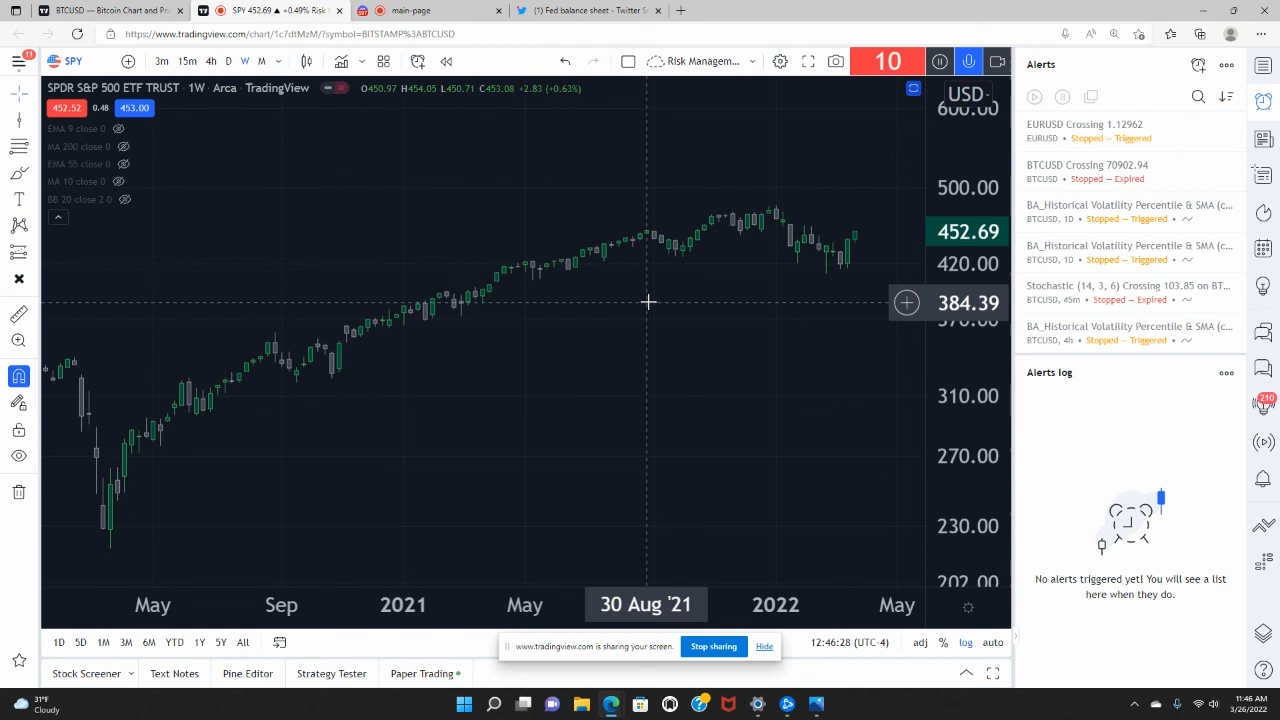 BTCUSD — Bitcoin Chart and Pri
SPY 452.69 ▲ +0.49% Risk
main-page
(1) Fed balance sheet - Twitter Se
https://www.tradingview.com/chart/1c7dtMzM/?symbol=BITSTAMP%3ABTCUSD
11
SPY
3m 15m 4h D W M
Risk Managem...
10
SPDR S&P 500 ETF TRUST · 1W · Arca · TradingView
O450.97 H454.05 L450.71 C453.08 +2.83 (+0.63%)
452.52 0.48 453.00
EMA 9 close 0
MA 200 close 0
EMA 55 close 0
MA 10 close 0
BB 20 close 2 0
USD
600.00
500.00
452.69
420.00
384.39
370.00
310.00
270.00
230.00
202.00
May Sep 2021 May 30 Aug '21 2022 May
1D 5D 1M 3M 6M YTD 1Y 5Y All
12:46:28 (UTC-4)
adj % log auto
www.tradingview.com is sharing your screen.
Stop sharing
Hide
Stock Screener Text Notes Pine Editor Strategy Tester Paper Trading
Alerts
EURUSD Crossing 1.12962
EURUSD • Stopped — Triggered
BTCUSD Crossing 70902.94
BTCUSD • Stopped — Expired
BA_Historical Volatility Percentile & SMA (c...
BTCUSD, 1D • Stopped — Triggered •
BA_Historical Volatility Percentile & SMA (c...
BTCUSD, 1D • Stopped — Triggered •
Stochastic (14, 3, 6) Crossing 103.85 on BT...
BTCUSD, 45m • Stopped — Expired •
BA_Historical Volatility Percentile & SMA (c...
BTCUSD, 4h • Stopped — Triggered •
Alerts log
No alerts triggered yet! You will see a list
here when they do.
210
31°F
Cloudy
11:46 AM
3/26/2022